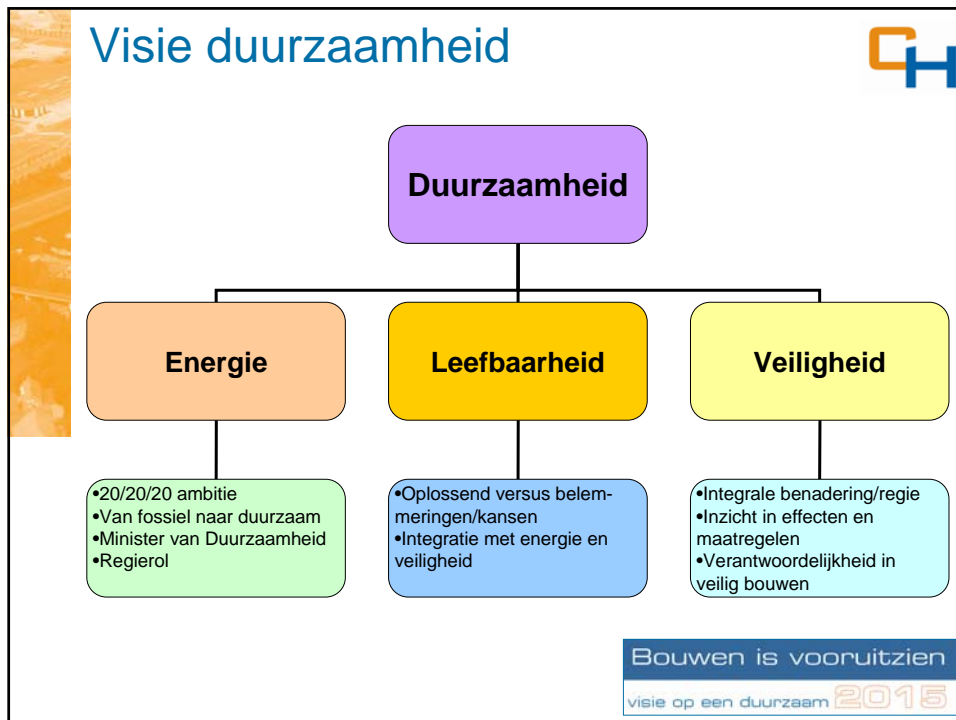 Visie duurzaamheid
CH
Duurzaamheid
Energie
Leefbaarheid
Veiligheid
•20/20/20 ambitie
•Van fossiel naar duurzaam
•Minister van Duurzaamheid
•Regierol
•Oplossend versus belem-
meringen/kansen
•Integratie met energie en
veiligheid
•Integrale benadering/regie
•Inzicht in effecten en
maatregelen
•Verantwoordelijkheid in
veilig bouwen
Bouwen is vooruitzien
visie op een duurzaam 2015